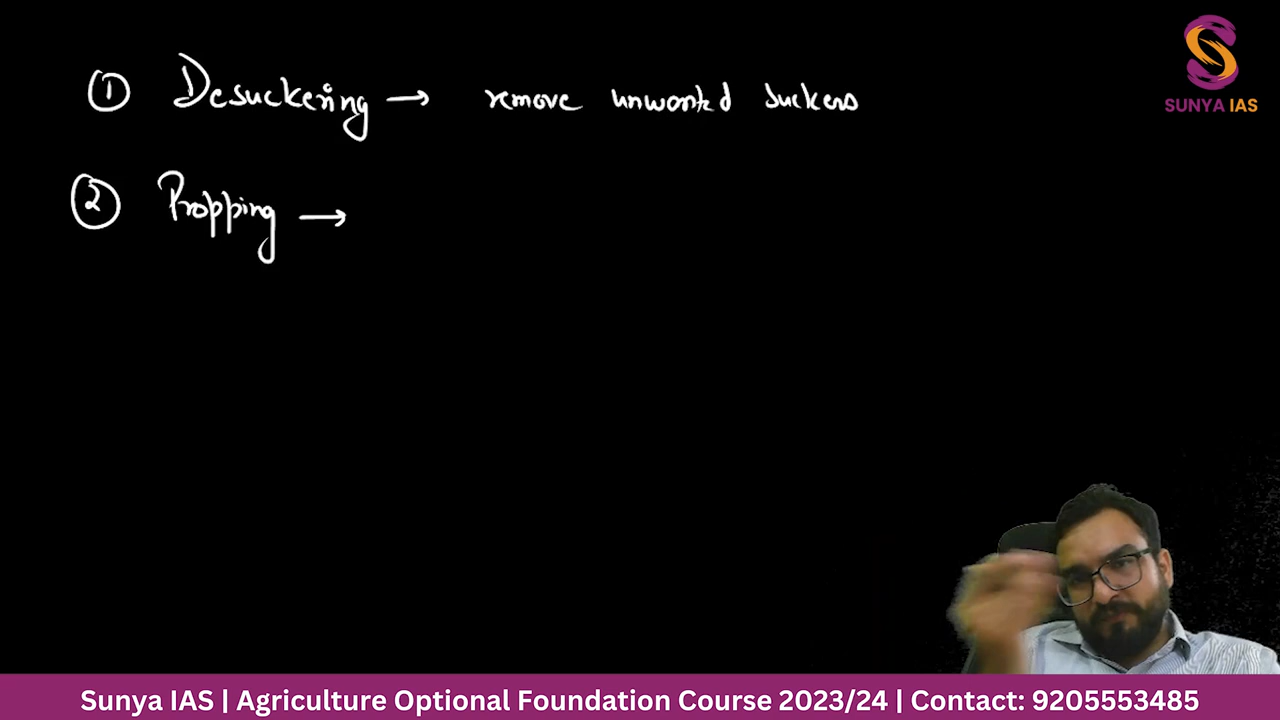 ① Desuckering → remove unwanted suckers
SUNYA IAS
② Propping →
Sunya IAS | Agriculture Optional Foundation Course 2023/24 | Contact: 9205553485